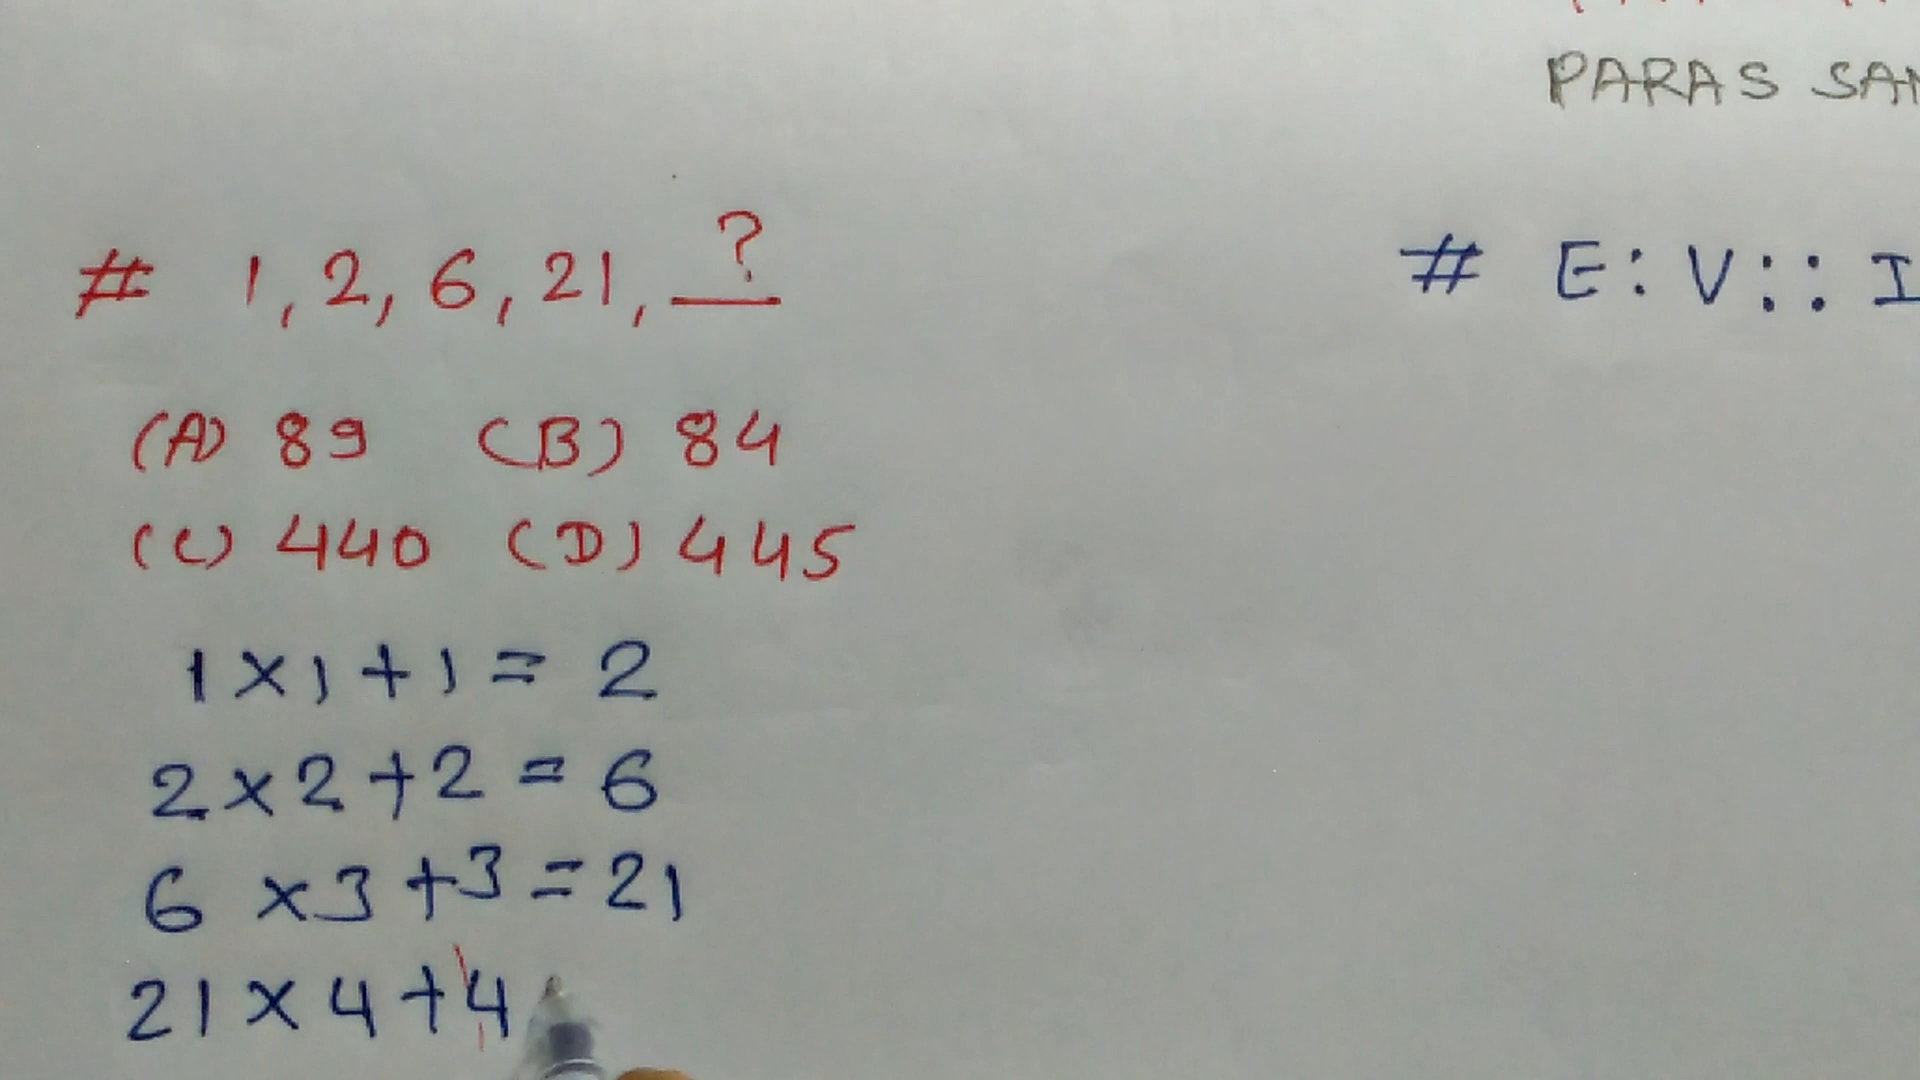 PARAS
# 1, 2, 6, 21, ?
# E : V :: I
(A) 89 (B) 84
(C) 440 (D) 445
1 × 1 + 1 = 2
2 × 2 + 2 = 6
6 × 3 + 3 = 21
21 × 4 + 4